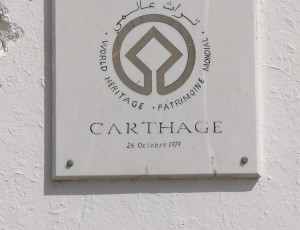 تراث عالمي
• WORLD HERITAGE • PATRIMOINE MONDIAL •
CARTHAGE
26 Octobre 1979